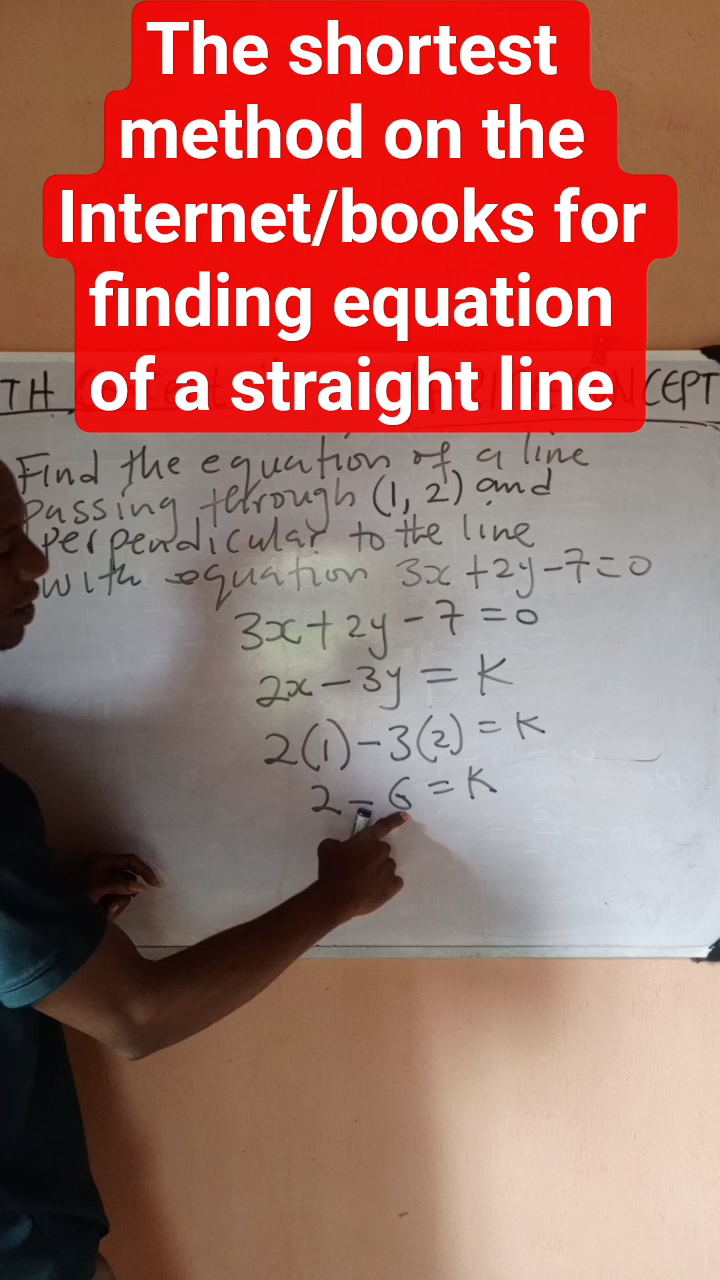 The shortest
method on the
Internet/books for
finding equation
of a straight line
TH CEPT
Find the equation of a line
passing through (1, 2) and
perpendicular to the line
with equation 3x+2y-7=0
3x+2y-7=0
2x-3y=K
2(1)-3(2)=K
2-6=K